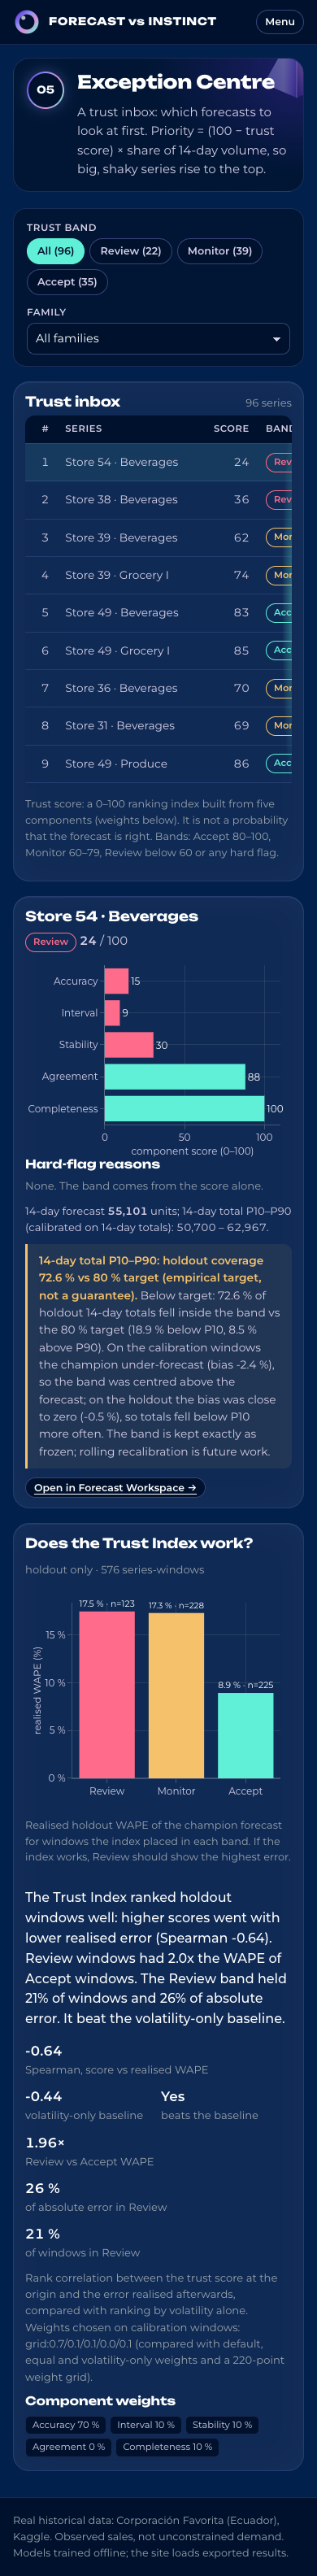 FORECAST vs INSTINCT
Menu
05
Exception Centre
A trust inbox: which forecasts to
look at first. Priority = (100 − trust
score) × share of 14-day volume, so
big, shaky series rise to the top.
TRUST BAND
All (96)
Review (22)
Monitor (39)
Accept (35)
FAMILY
All families
Trust inbox
96 series
# SERIES SCORE BAND
1 Store 54 · Beverages 24 Rev
2 Store 38 · Beverages 36 Rev
3 Store 39 · Beverages 62 Mor
4 Store 39 · Grocery I 74 Mor
5 Store 49 · Beverages 83 Acc
6 Store 49 · Grocery I 85 Acc
7 Store 36 · Beverages 70 Mor
8 Store 31 · Beverages 69 Mor
9 Store 49 · Produce 86 Acc
Trust score: a 0–100 ranking index built from five
components (weights below). It is not a probability
that the forecast is right. Bands: Accept 80–100,
Monitor 60–79, Review below 60 or any hard flag.
Store 54 · Beverages
Review 24 / 100
Accuracy 15
Interval 9
Stability 30
Agreement 88
Completeness 100
0 50 100
component score (0–100)
Hard-flag reasons
None. The band comes from the score alone.
14-day forecast 55,101 units; 14-day total P10–P90
(calibrated on 14-day totals): 50,700 – 62,967.
14-day total P10–P90: holdout coverage
72.6 % vs 80 % target (empirical target,
not a guarantee). Below target: 72.6 % of
holdout 14-day totals fell inside the band vs
the 80 % target (18.9 % below P10, 8.5 %
above P90). On the calibration windows
the champion under-forecast (bias -2.4 %),
so the band was centred above the
forecast; on the holdout the bias was close
to zero (-0.5 %), so totals fell below P10
more often. The band is kept exactly as
frozen; rolling recalibration is future work.
Open in Forecast Workspace →
Does the Trust Index work?
holdout only · 576 series-windows
17.5 % · n=123
17.3 % · n=228
8.9 % · n=225
realised WAPE (%)
15 %
10 %
5 %
0 %
Review Monitor Accept
Realised holdout WAPE of the champion forecast
for windows the index placed in each band. If the
index works, Review should show the highest error.
The Trust Index ranked holdout
windows well: higher scores went with
lower realised error (Spearman -0.64).
Review windows had 2.0x the WAPE of
Accept windows. The Review band held
21% of windows and 26% of absolute
error. It beat the volatility-only baseline.
-0.64
Spearman, score vs realised WAPE
-0.44 Yes
volatility-only baseline beats the baseline
1.96×
Review vs Accept WAPE
26 %
of absolute error in Review
21 %
of windows in Review
Rank correlation between the trust score at the
origin and the error realised afterwards,
compared with ranking by volatility alone.
Weights chosen on calibration windows:
grid:0.7/0.1/0.1/0.0/0.1 (compared with default,
equal and volatility-only weights and a 220-point
weight grid).
Component weights
Accuracy 70 % Interval 10 % Stability 10 %
Agreement 0 % Completeness 10 %
Real historical data: Corporación Favorita (Ecuador),
Kaggle. Observed sales, not unconstrained demand.
Models trained offline; the site loads exported results.